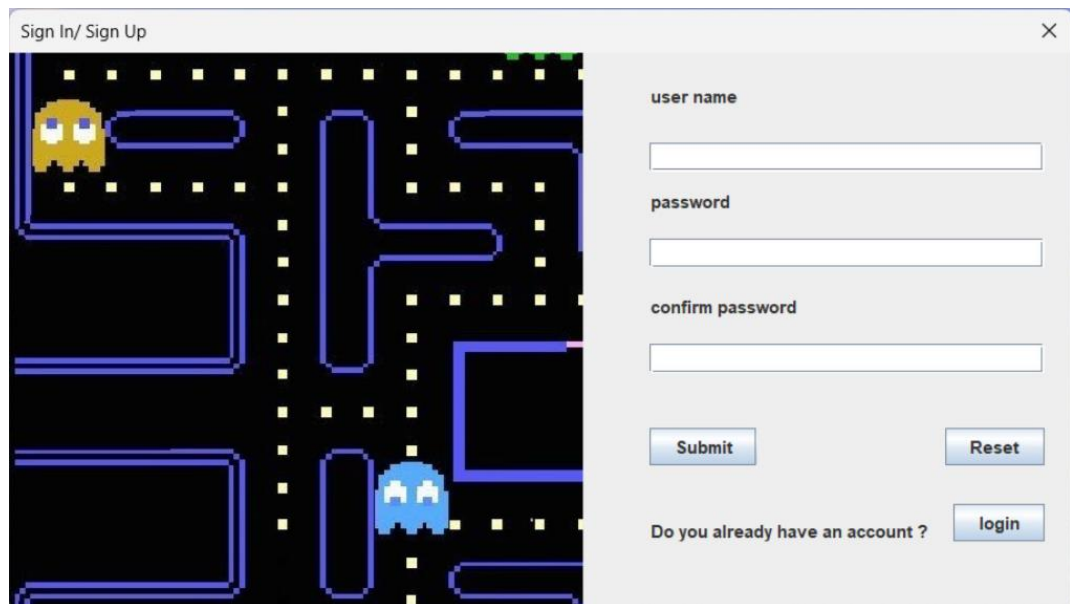 Sign In/ Sign Up
user name
password
confirm password
Submit
Reset
Do you already have an account ?
login